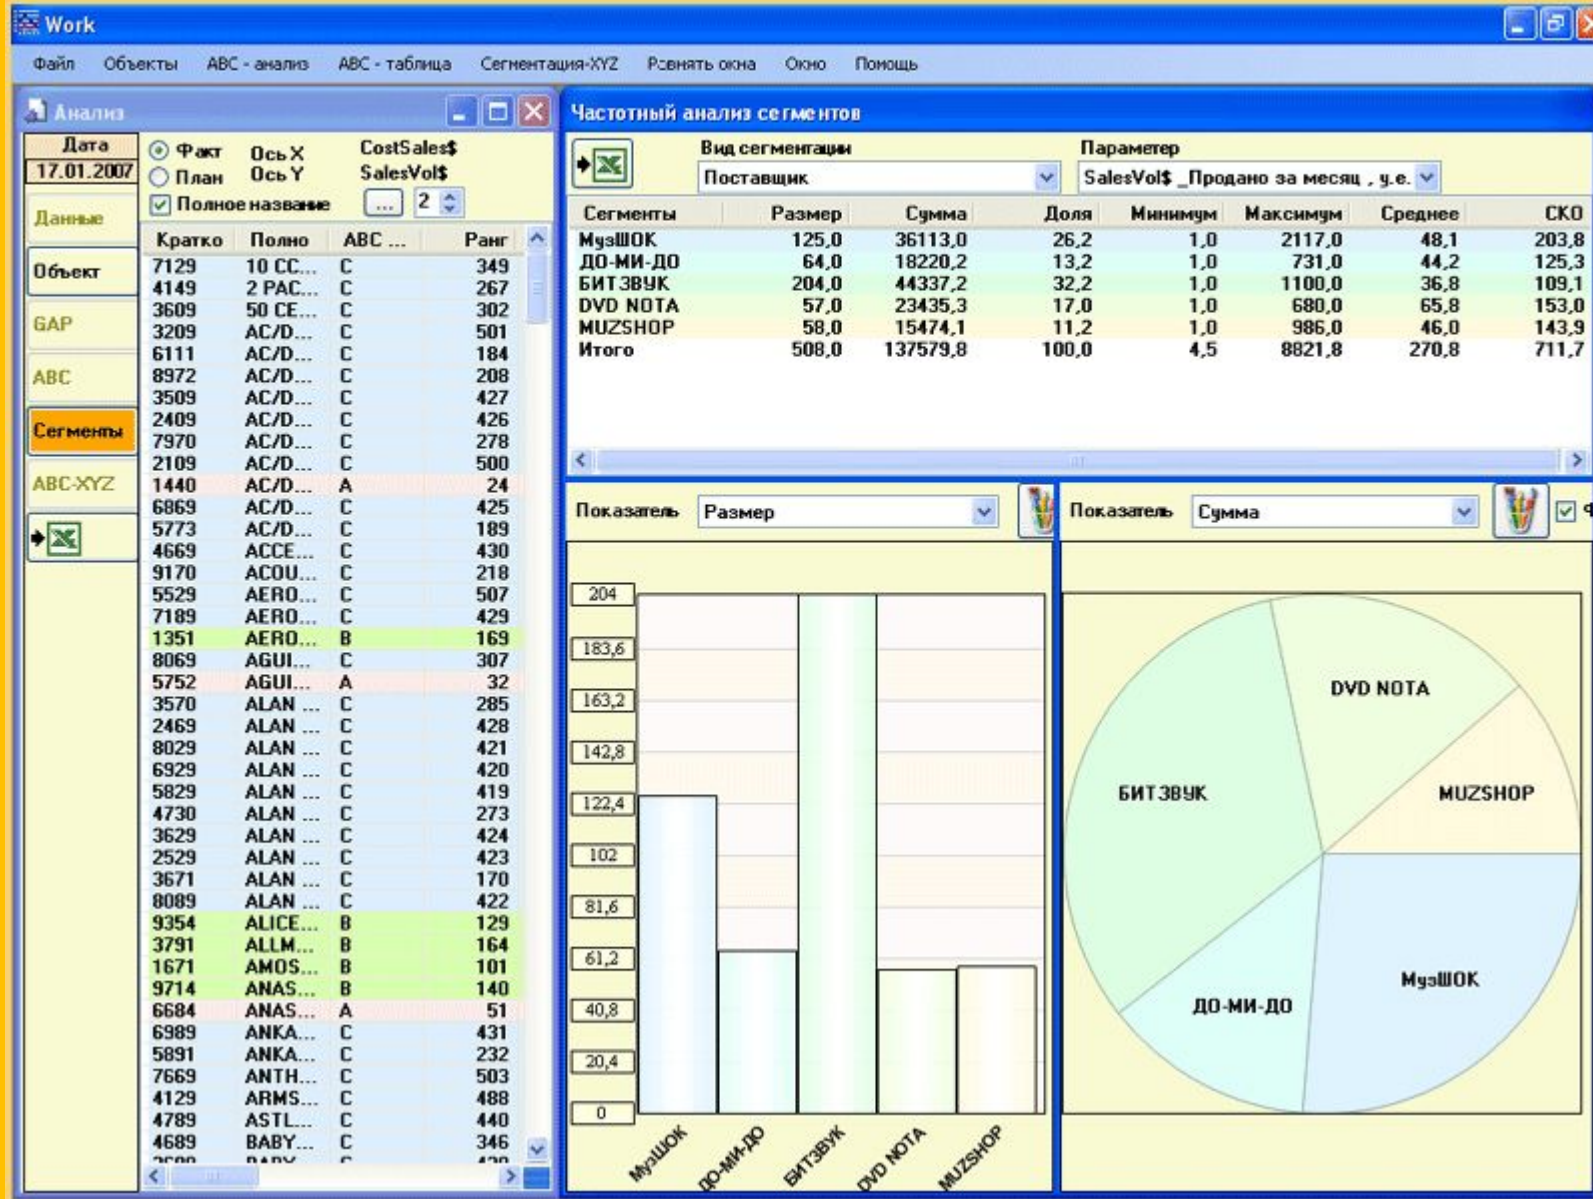 Work
Файл Объекты АВС - анализ АВС - таблица Сегментация-XYZ Ровнять окна Окно Помощь
Анализ
Дата
17.01.2007
Данные
Объект
GAP
ABC
Сегменты
ABC-XYZ
Факт Ось X CostSales$
План Ось Y SalesVol$
Полное название ... 2
Кратко Полно ABC ... Ранг
7129 10 CC... C 349
4149 2 PAC... C 267
3609 50 CE... C 302
3209 AC/D... C 501
6111 AC/D... C 184
8972 AC/D... C 208
3509 AC/D... C 427
2409 AC/D... C 426
7970 AC/D... C 278
2109 AC/D... C 500
1440 AC/D... A 24
6869 AC/D... C 425
5773 AC/D... C 189
4669 ACCE... C 430
9170 ACOU... C 218
5529 AERO... C 507
7189 AERO... C 429
1351 AERO... B 169
8069 AGUI... C 307
5752 AGUI... A 32
3570 ALAN ... C 285
2469 ALAN ... C 428
8029 ALAN ... C 421
6929 ALAN ... C 420
5829 ALAN ... C 419
4730 ALAN ... C 273
3629 ALAN ... C 424
2529 ALAN ... C 423
3671 ALAN ... C 170
8089 ALAN ... C 422
9354 ALICE... B 129
3791 ALLM... B 164
1671 AMOS... B 101
9714 ANAS... B 140
6684 ANAS... A 51
6989 ANKA... C 431
5891 ANKA... C 232
7669 ANTH... C 503
4129 ARMS... C 488
4789 ASTL... C 440
4689 BABY... C 346
Частотный анализ сегментов
Вид сегментации Параметр
Поставщик SalesVol$ _Продано за месяц , у.е.
Сегменты Размер Сумма Доля Минимум Максимум Среднее СКО
МузШОК 125,0 36113,0 26,2 1,0 2117,0 48,1 203,8
ДО-МИ-ДО 64,0 18220,2 13,2 1,0 731,0 44,2 125,3
БИТЗВУК 204,0 44337,2 32,2 1,0 1100,0 36,8 109,1
DVD NOTA 57,0 23435,3 17,0 1,0 680,0 65,8 153,0
MUZSHOP 58,0 15474,1 11,2 1,0 986,0 46,0 143,9
Итого 508,0 137579,8 100,0 4,5 8821,8 270,8 711,7
Показатель Размер
204
183,6
163,2
142,8
122,4
102
81,6
61,2
40,8
20,4
0
МузШОК ДО-МИ-ДО БИТЗВУК DVD NOTA MUZSHOP
Показатель Сумма
DVD NOTA
БИТЗВУК
MUZSHOP
МузШОК
ДО-МИ-ДО